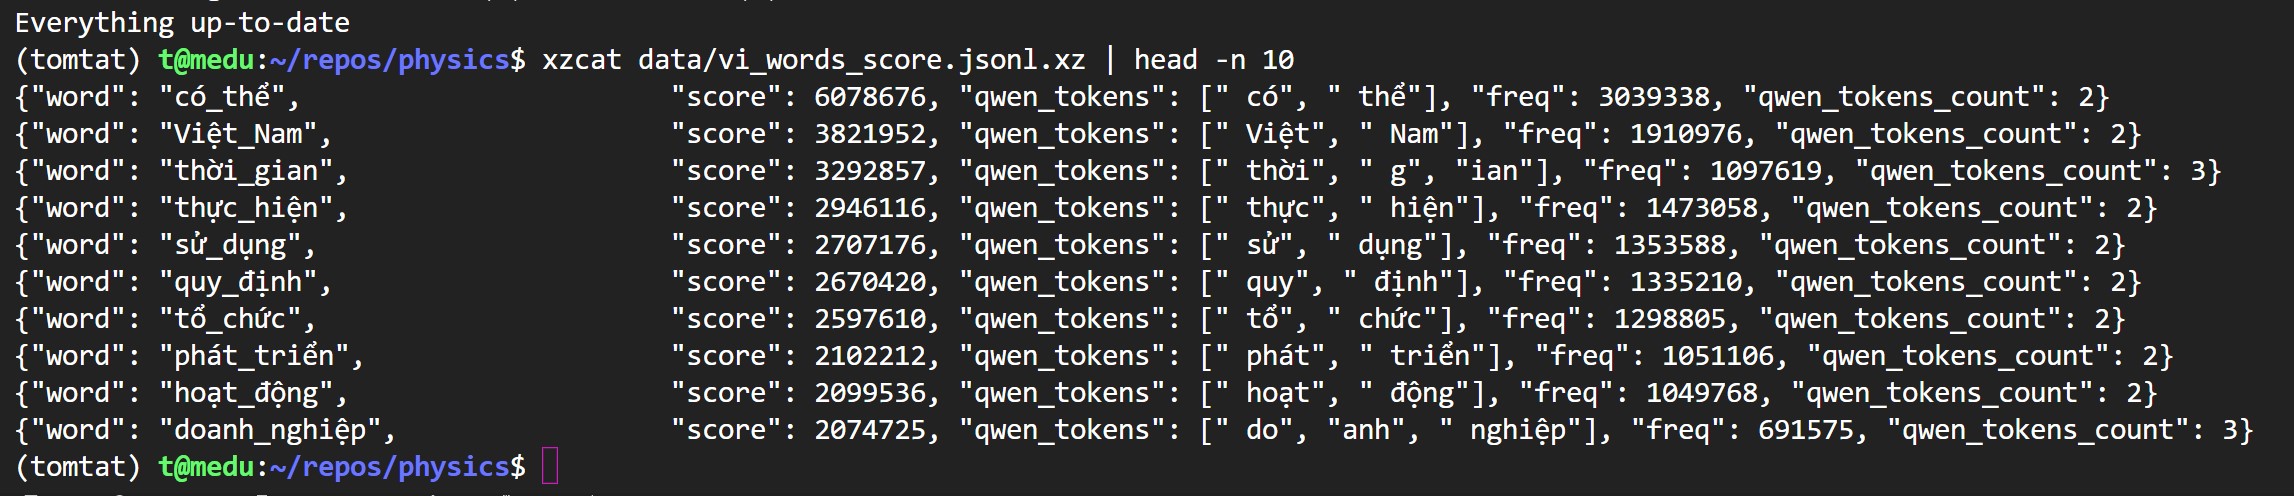 Everything up-to-date
(tomtat) t@medu:~/repos/physics$ xzcat data/vi_words_score.jsonl.xz | head -n 10
{"word": "có_thể",                       "score": 6078676, "qwen_tokens": [" có", " thể"], "freq": 3039338, "qwen_tokens_count": 2}
{"word": "Việt_Nam",                     "score": 3821952, "qwen_tokens": [" Việt", " Nam"], "freq": 1910976, "qwen_tokens_count": 2}
{"word": "thời_gian",                    "score": 3292857, "qwen_tokens": [" thời", " g", "ian"], "freq": 1097619, "qwen_tokens_count": 3}
{"word": "thực_hiện",                    "score": 2946116, "qwen_tokens": [" thực", " hiện"], "freq": 1473058, "qwen_tokens_count": 2}
{"word": "sử_dụng",                      "score": 2707176, "qwen_tokens": [" sử", " dụng"], "freq": 1353588, "qwen_tokens_count": 2}
{"word": "quy_định",                     "score": 2670420, "qwen_tokens": [" quy", " định"], "freq": 1335210, "qwen_tokens_count": 2}
{"word": "tổ_chức",                      "score": 2597610, "qwen_tokens": [" tổ", " chức"], "freq": 1298805, "qwen_tokens_count": 2}
{"word": "phát_triển",                   "score": 2102212, "qwen_tokens": [" phát", " triển"], "freq": 1051106, "qwen_tokens_count": 2}
{"word": "hoạt_động",                    "score": 2099536, "qwen_tokens": [" hoạt", " động"], "freq": 1049768, "qwen_tokens_count": 2}
{"word": "doanh_nghiệp",                 "score": 2074725, "qwen_tokens": [" do", "anh", " nghiệp"], "freq": 691575, "qwen_tokens_count": 3}
(tomtat) t@medu:~/repos/physics$